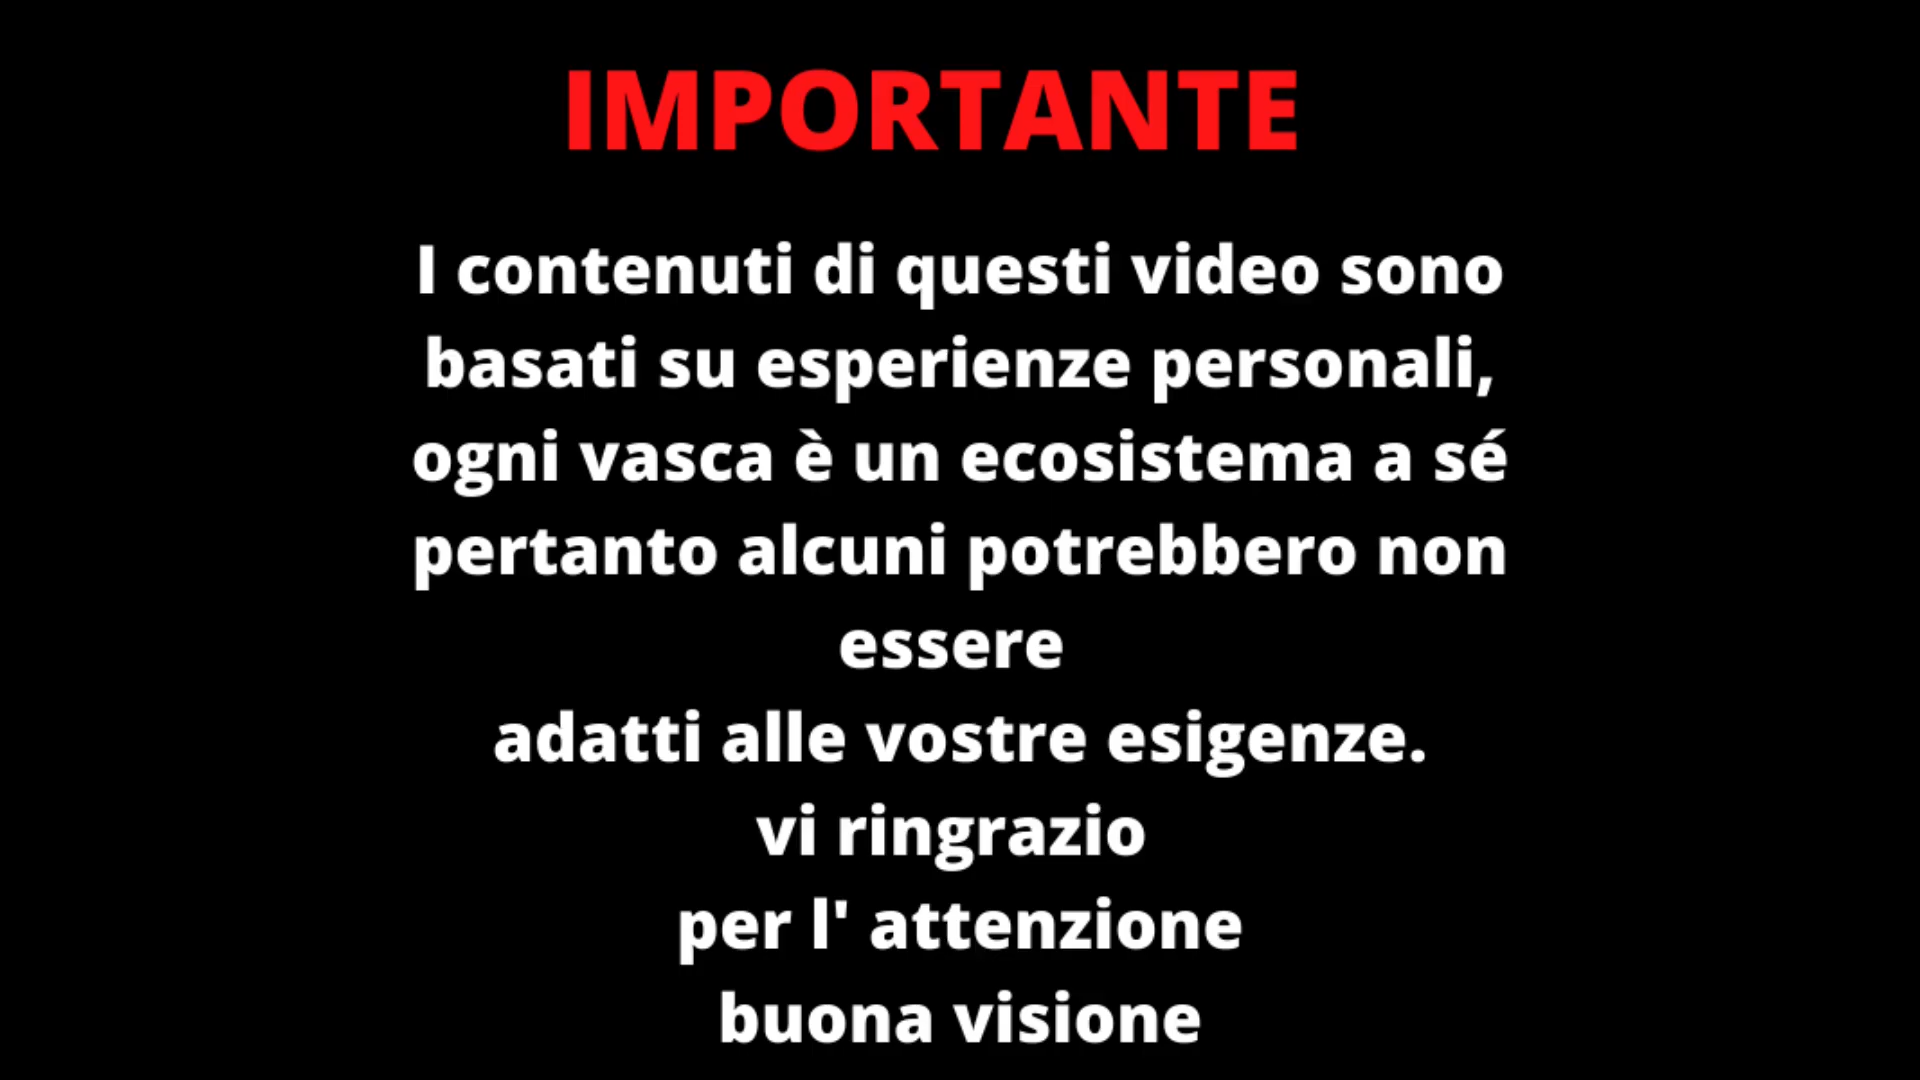 IMPORTANTE
I contenuti di questi video sono
basati su esperienze personali,
ogni vasca è un ecosistema a sé
pertanto alcuni potrebbero non
essere
adatti alle vostre esigenze.
vi ringrazio
per l' attenzione
buona visione